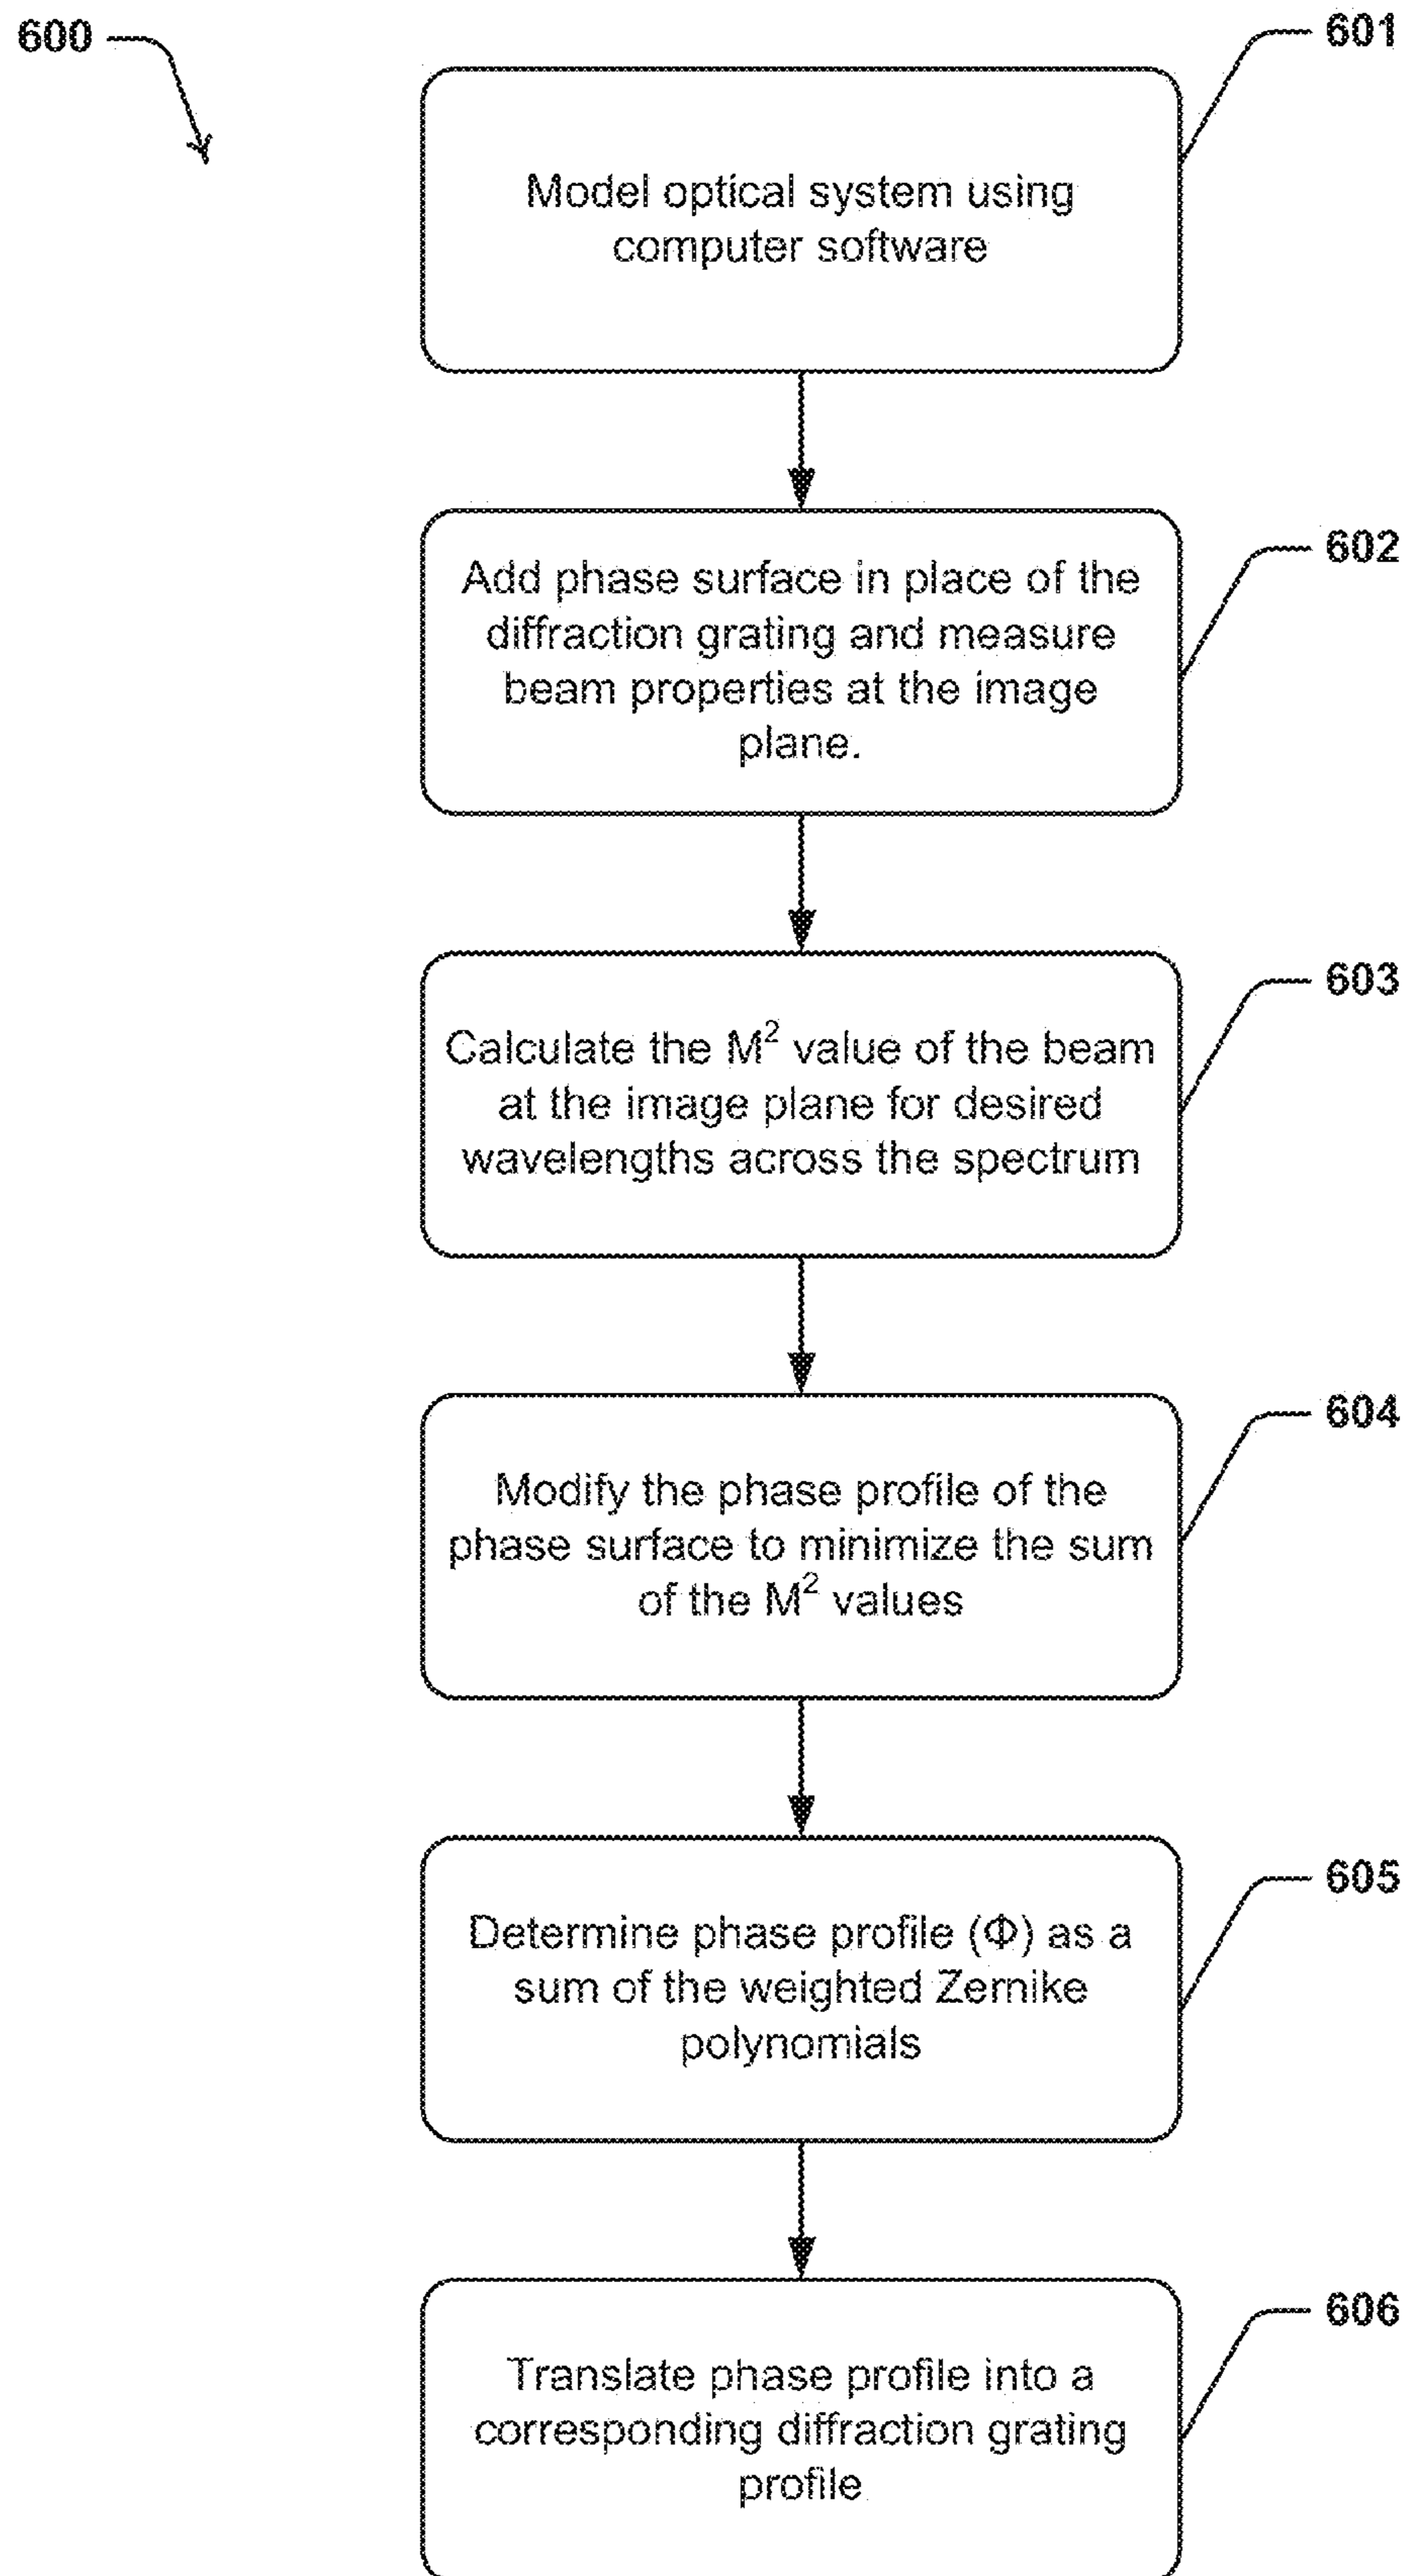 600
601
Model optical system using
computer software
602
Add phase surface in place of the
diffraction grating and measure
beam properties at the image
plane.
603
Calculate the M² value of the beam
at the image plane for desired
wavelengths across the spectrum
604
Modify the phase profile of the
phase surface to minimize the sum
of the M² values
605
Determine phase profile (Φ) as a
sum of the weighted Zernike
polynomials
606
Translate phase profile into a
corresponding diffraction grating
profile